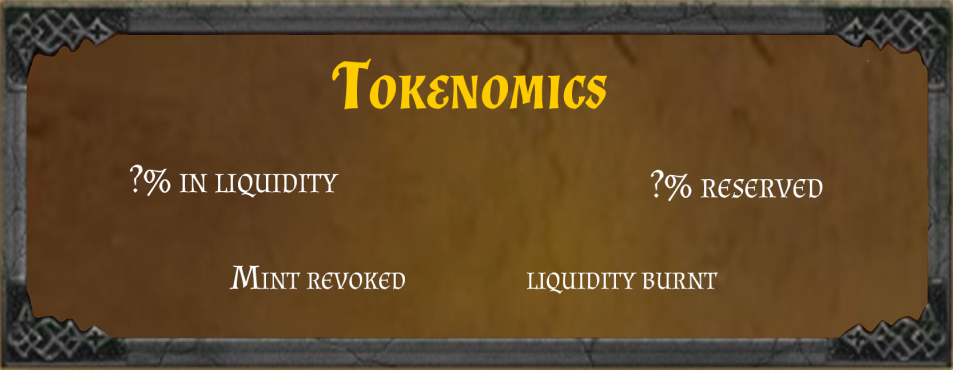 Tokenomics
?% in liquidity
?% reserved
Mint revoked
liquidity burnt